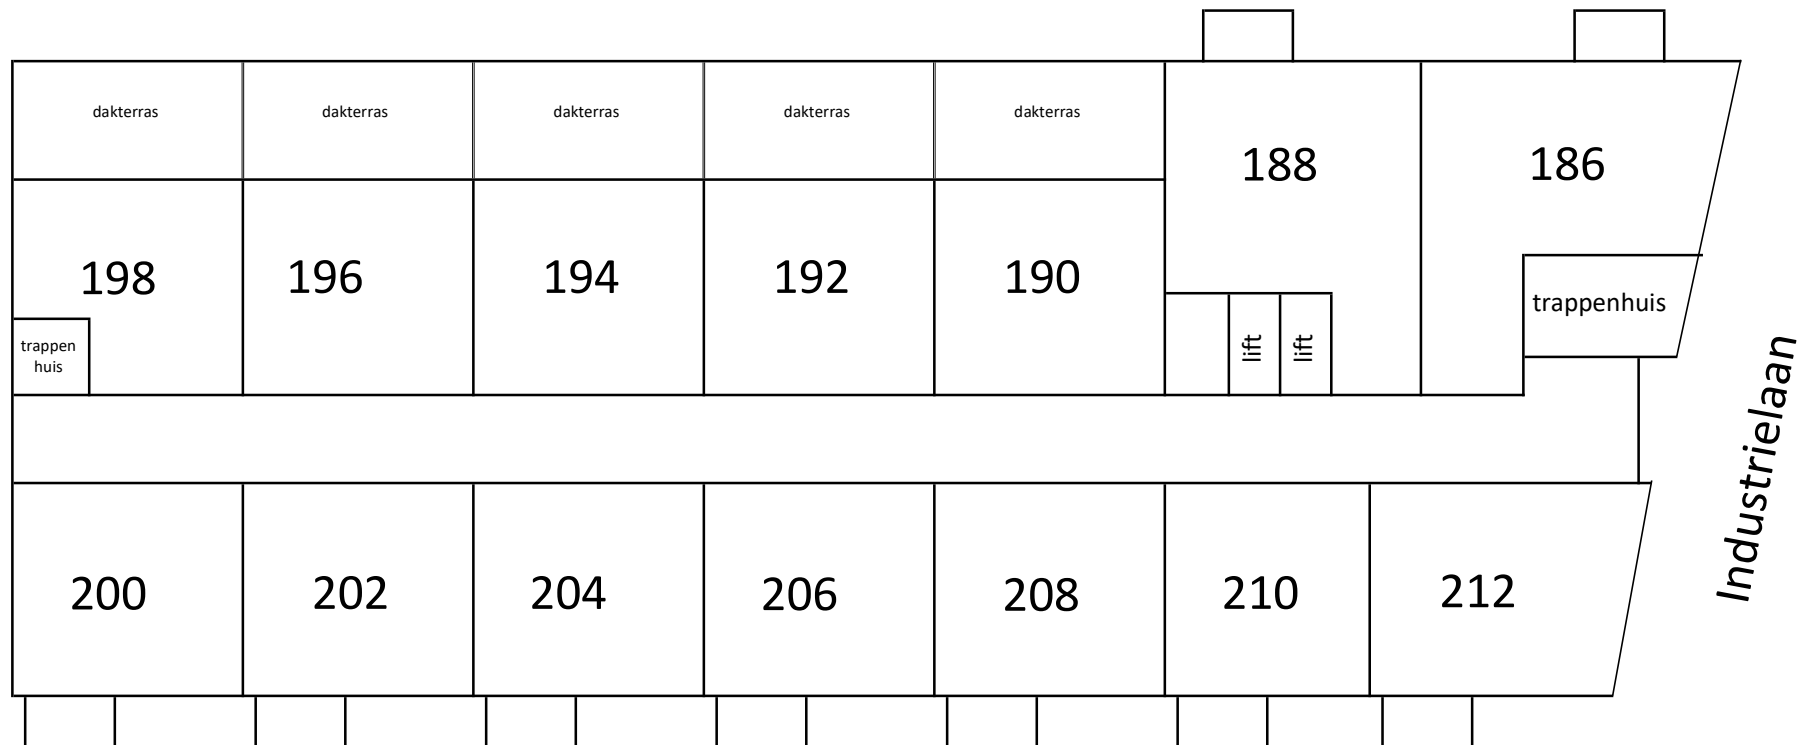 dakterras
dakterras
dakterras
dakterras
dakterras
188
186
198
196
194
192
190
trappenhuis
trappen
huis
lift
lift
Industrielaan
200
202
204
206
208
210
212